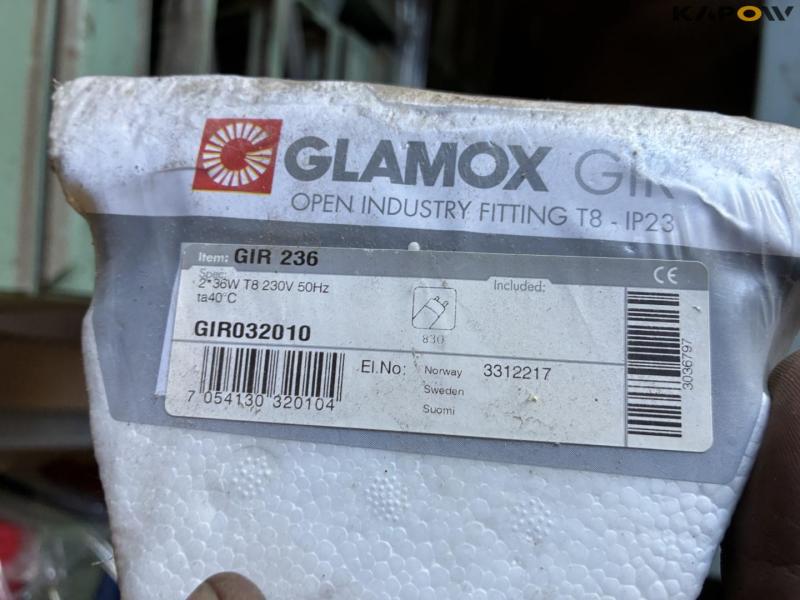 KAPOW
GLAMOX GIR
OPEN INDUSTRY FITTING T8 - IP23
Item: GIR 236
Spec:
2*36W T8 230V 50Hz
ta40°C
Included:
CE
830
GIR032010
7 054130 320104
El.No: Norway 3312217
Sweden
Suomi
3036797